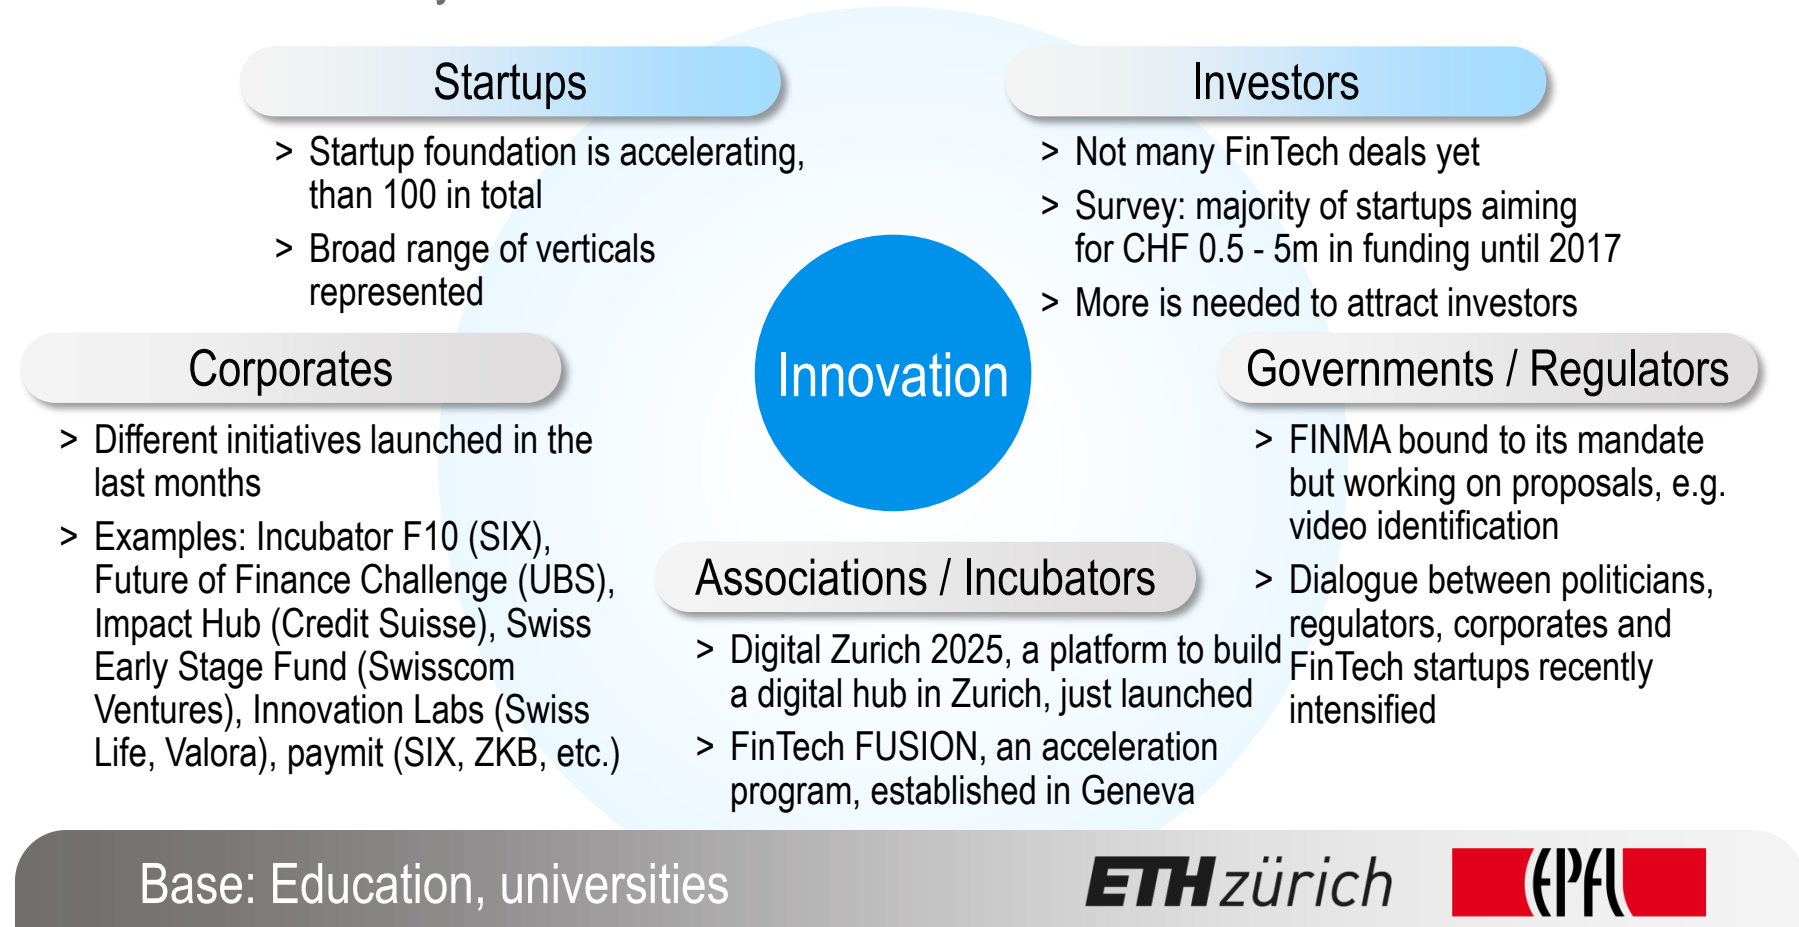 Startups
> Startup foundation is accelerating,
than 100 in total
> Broad range of verticals
represented
Investors
> Not many FinTech deals yet
> Survey: majority of startups aiming
for CHF 0.5 - 5m in funding until 2017
> More is needed to attract investors
Innovation
Corporates
> Different initiatives launched in the
last months
> Examples: Incubator F10 (SIX),
Future of Finance Challenge (UBS),
Impact Hub (Credit Suisse), Swiss
Early Stage Fund (Swisscom
Ventures), Innovation Labs (Swiss
Life, Valora), paymit (SIX, ZKB, etc.)
Governments / Regulators
> FINMA bound to its mandate
but working on proposals, e.g.
video identification
> Dialogue between politicians,
regulators, corporates and
FinTech startups recently
intensified
Associations / Incubators
> Digital Zurich 2025, a platform to build
a digital hub in Zurich, just launched
> FinTech FUSION, an acceleration
program, established in Geneva
Base: Education, universities
ETH zürich
EPFL